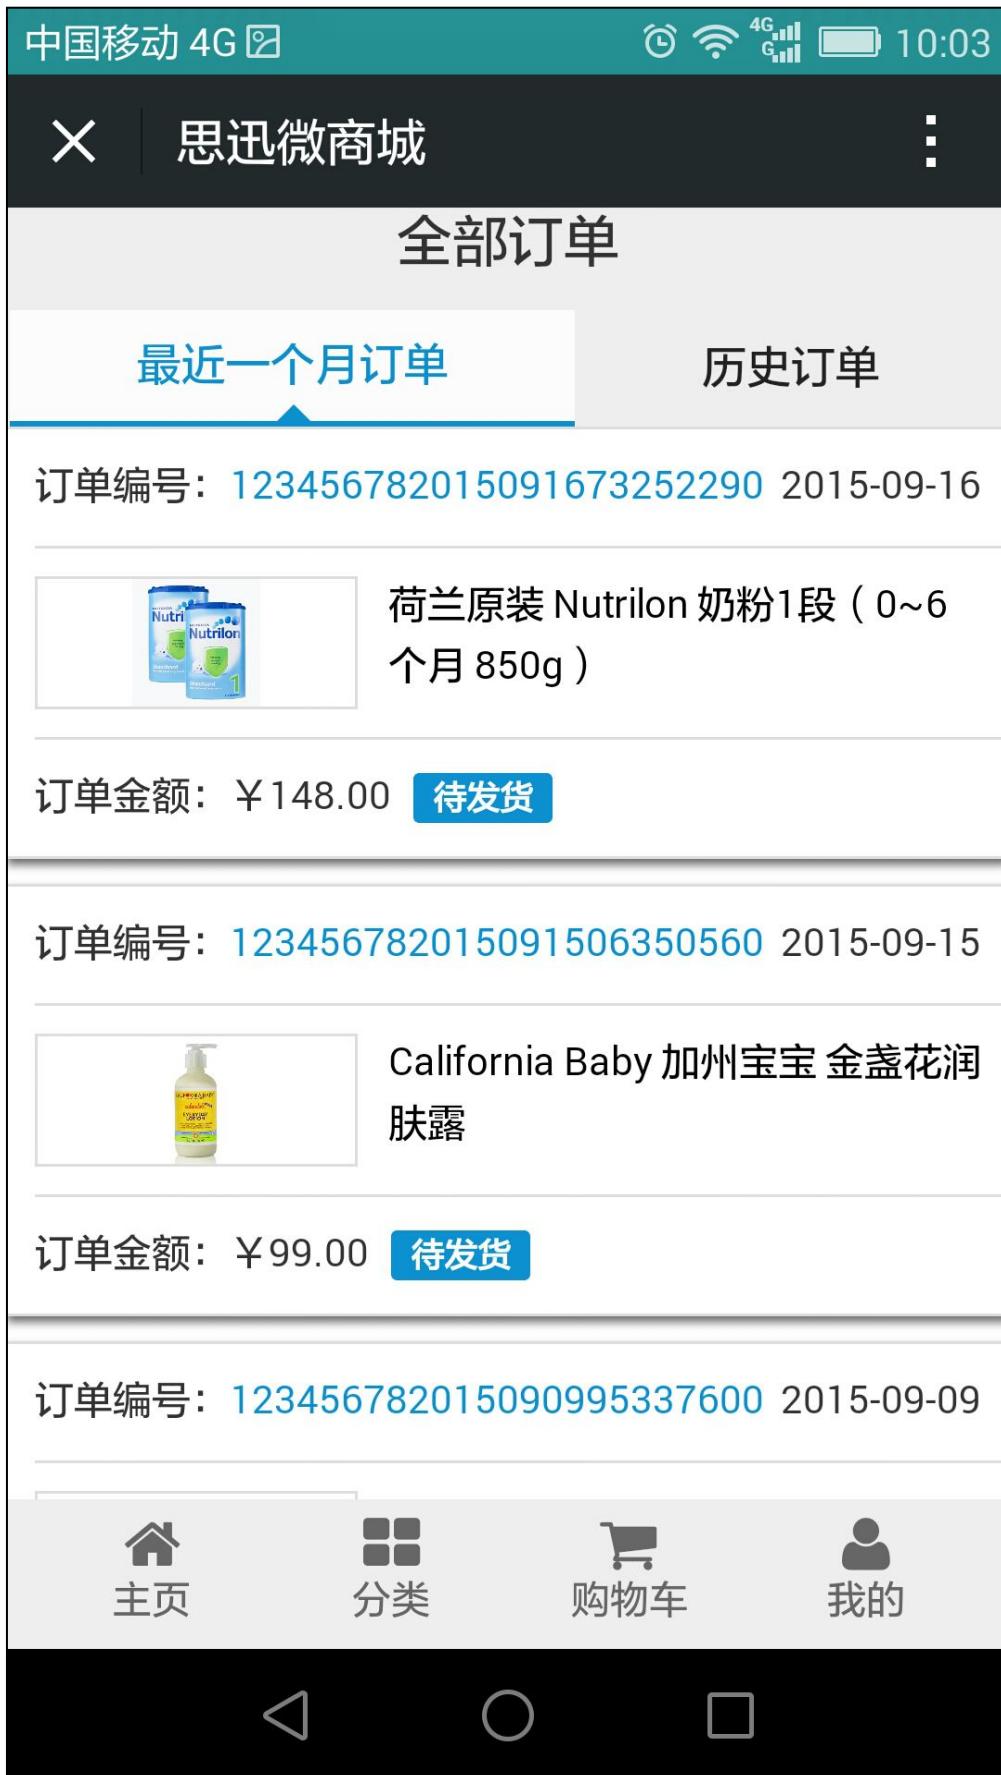 中国移动 4G 10:03
4G
G
思迅微商城
全部订单
最近一个月订单 历史订单
订单编号：123456782015091673252290 2015-09-16
荷兰原装 Nutrilon 奶粉1段（0~6
个月 850g）
Nutri
Nutrilon
1
订单金额：￥148.00 待发货
订单编号：123456782015091506350560 2015-09-15
California Baby 加州宝宝 金盏花润
肤露
订单金额：￥99.00 待发货
订单编号：123456782015090995337600 2015-09-09
主页 分类 购物车 我的